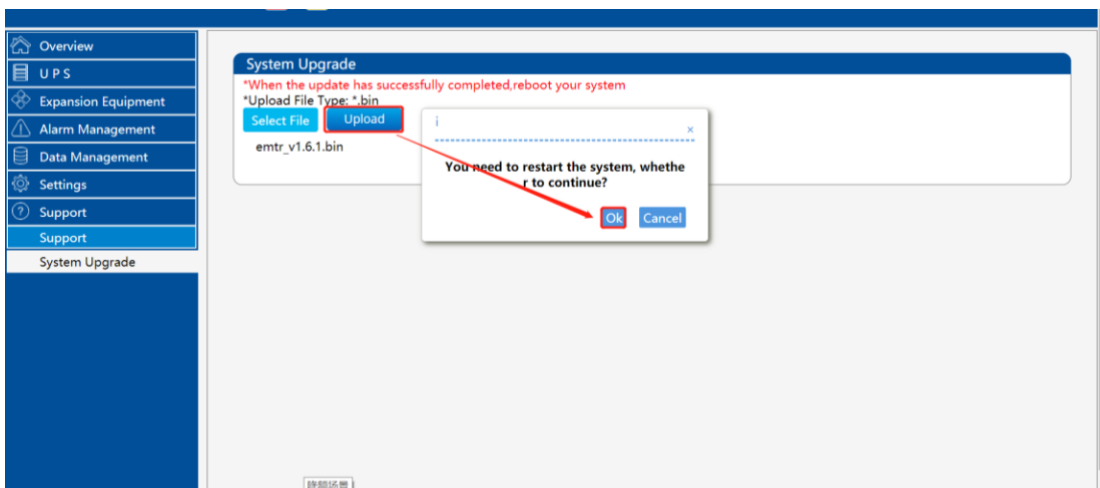 Overview
UPS
Expansion Equipment
Alarm Management
Data Management
Settings
Support
Support
System Upgrade
System Upgrade
*When the update has successfully completed,reboot your system
*Upload File Type: *.bin
Select File
Upload
emtr_v1.6.1.bin
i
×
You need to restart the system, whethe
r to continue?
Ok
Cancel